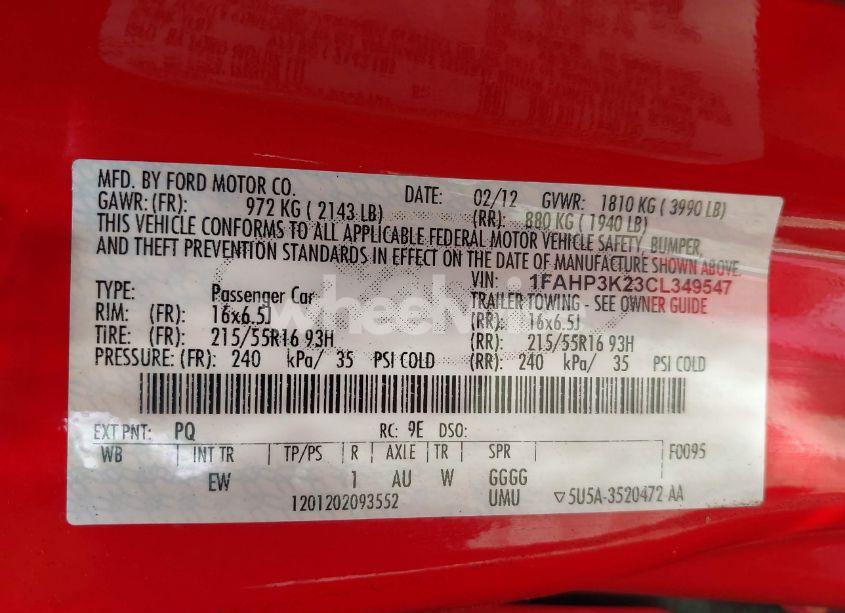 MFD. BY FORD MOTOR CO. DATE: 02/12 GVWR: 1810 KG ( 3990 LB)
GAWR: (FR): 972 KG ( 2143 LB) (RR): 880 KG ( 1940 LB)
THIS VEHICLE CONFORMS TO ALL APPLICABLE FEDERAL MOTOR VEHICLE SAFETY, BUMPER,
AND THEFT PREVENTION STANDARDS IN EFFECT ON THE DATE OF MANUFACTURE SHOWN ABOVE.
VIN: 1FAHP3K23CL349547
TYPE: Passenger Car TRAILER TOWING - SEE OWNER GUIDE
RIM: (FR): 16x6.5J (RR): 16x6.5J
TiRE: (FR): 215/55R16 93H (RR): 215/55R16 93H
PRESSURE: (FR): 240 kPa/ 35 PSI COLD (RR): 240 kPa/ 35 PSI COLD
EXT PNT: PQ RC: 9E DSO:
WB INT TR TP/PS R AXLE TR SPR F0095
EW 1 AU W GGGG
1201202093552 UMU ▽5U5A-3520472 AA